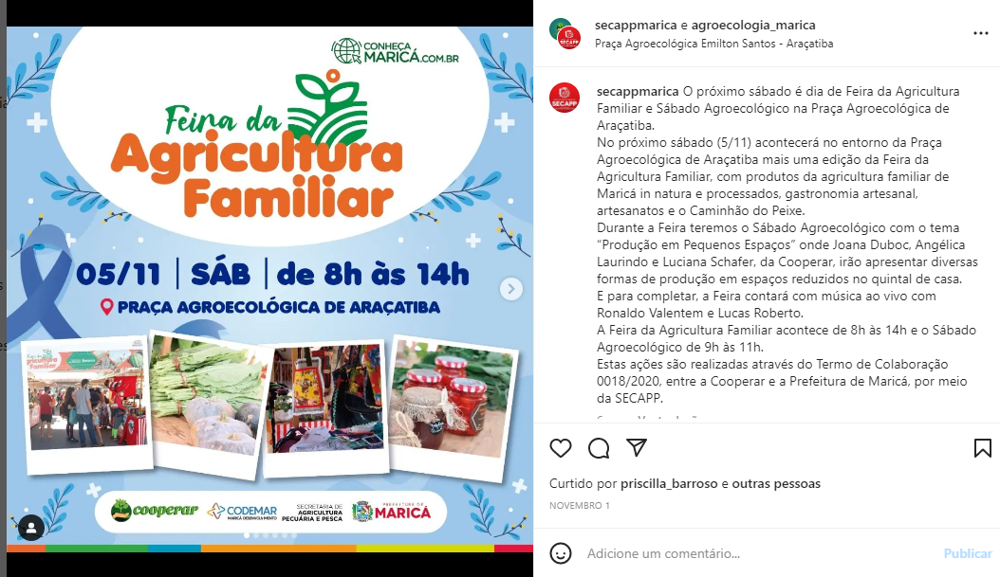 CONHEÇA
MARICÁ.COM.BR
Feira da
Agricultura
Familiar
05/11 | SÁB | de 8h às 14h
PRAÇA AGROECOLÓGICA DE ARAÇATIBA
cooperar
CODEMAR
MARICÁ DESENVOLVIMENTO
SECRETARIA DE
AGRICULTURA
PECUÁRIA E PESCA
PREFEITURA DE
MARICÁ
secappmarica e agroecologia_marica
Praça Agroecológica Emilton Santos - Araçatiba
SECAPP
secappmarica O próximo sábado é dia de Feira da Agricultura
Familiar e Sábado Agroecológico na Praça Agroecológica de
Araçatiba.
No próximo sábado (5/11) acontecerá no entorno da Praça
Agroecológica de Araçatiba mais uma edição da Feira da
Agricultura Familiar, com produtos da agricultura familiar de
Maricá in natura e processados, gastronomia artesanal,
artesanatos e o Caminhão do Peixe.
Durante a Feira teremos o Sábado Agroecológico com o tema
“Produção em Pequenos Espaços” onde Joana Duboc, Angélica
Laurindo e Luciana Schafer, da Cooperar, irão apresentar diversas
formas de produção em espaços reduzidos no quintal de casa.
E para completar, a Feira contará com música ao vivo com
Ronaldo Valentem e Lucas Roberto.
A Feira da Agricultura Familiar acontece de 8h às 14h e o Sábado
Agroecológico de 9h às 11h.
Estas ações são realizadas através do Termo de Colaboração
0018/2020, entre a Cooperar e a Prefeitura de Maricá, por meio
da SECAPP.
Curtido por priscilla_barroso e outras pessoas
NOVEMBRO 1
Adicione um comentário...
Publicar